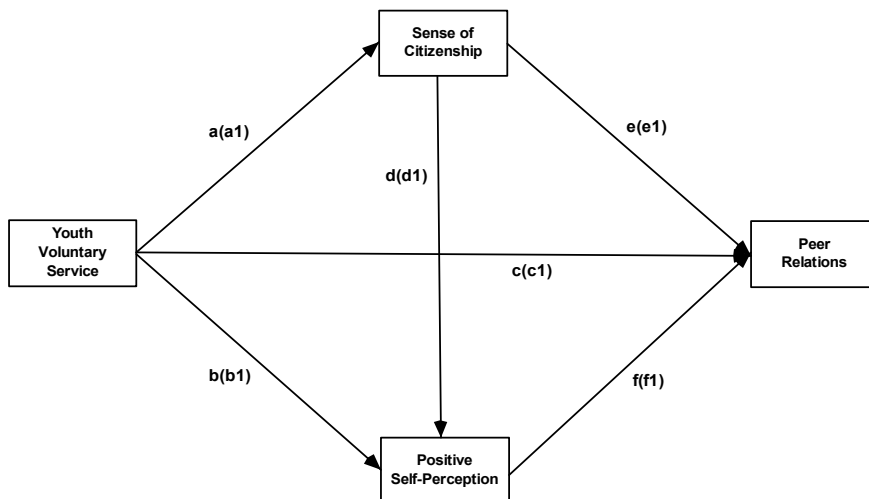 Sense of
Citizenship
a(a1)
e(e1)
d(d1)
Youth
Voluntary
Service
Peer
Relations
c(c1)
b(b1)
f(f1)
Positive
Self-Perception